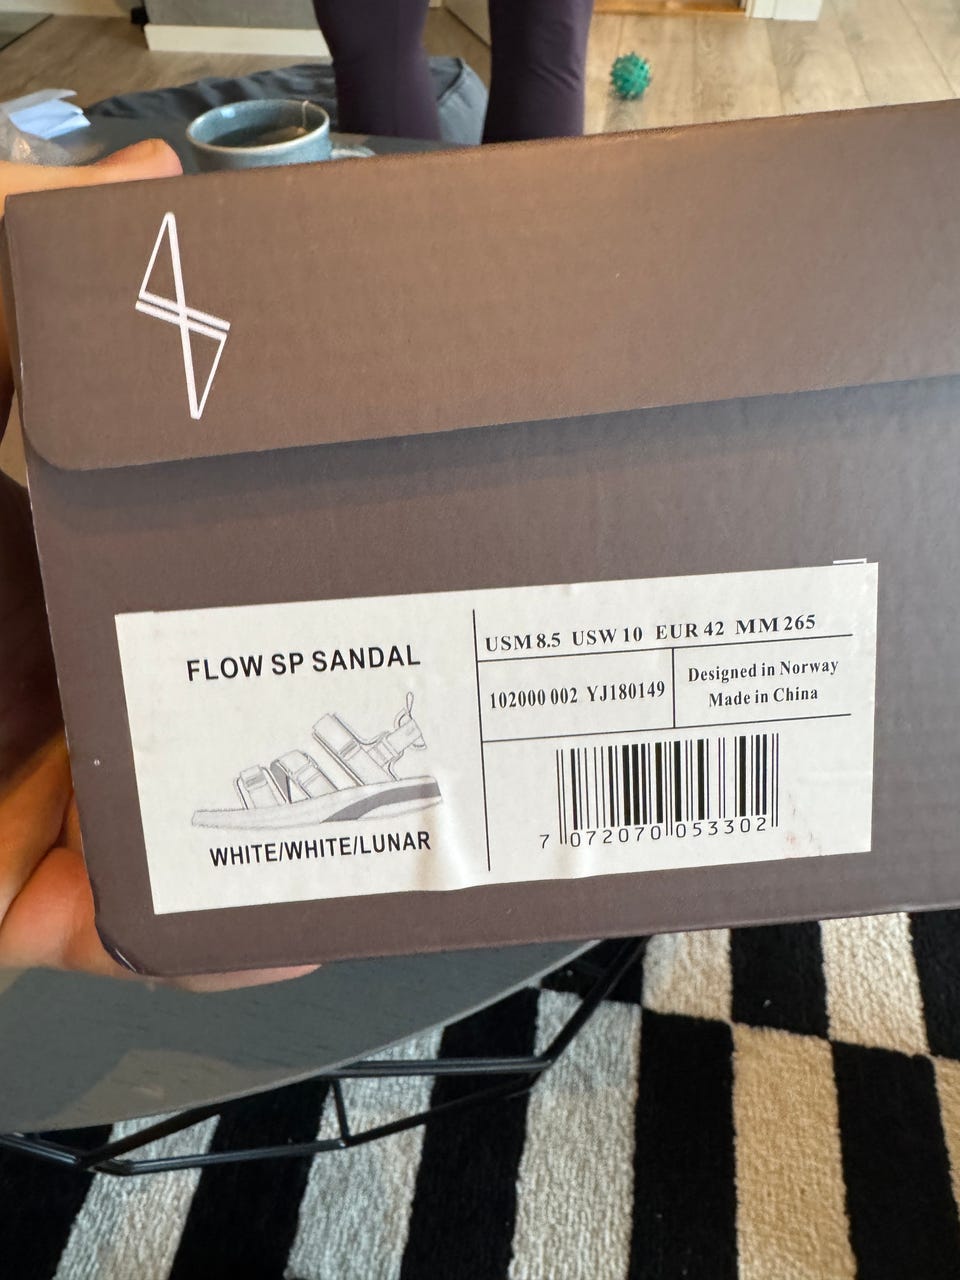 FLOW SP SANDAL
WHITE/WHITE/LUNAR
USM 8.5 USW 10 EUR 42 MM 265
102000 002 YJ180149
Designed in Norway
Made in China
7 072070 053302